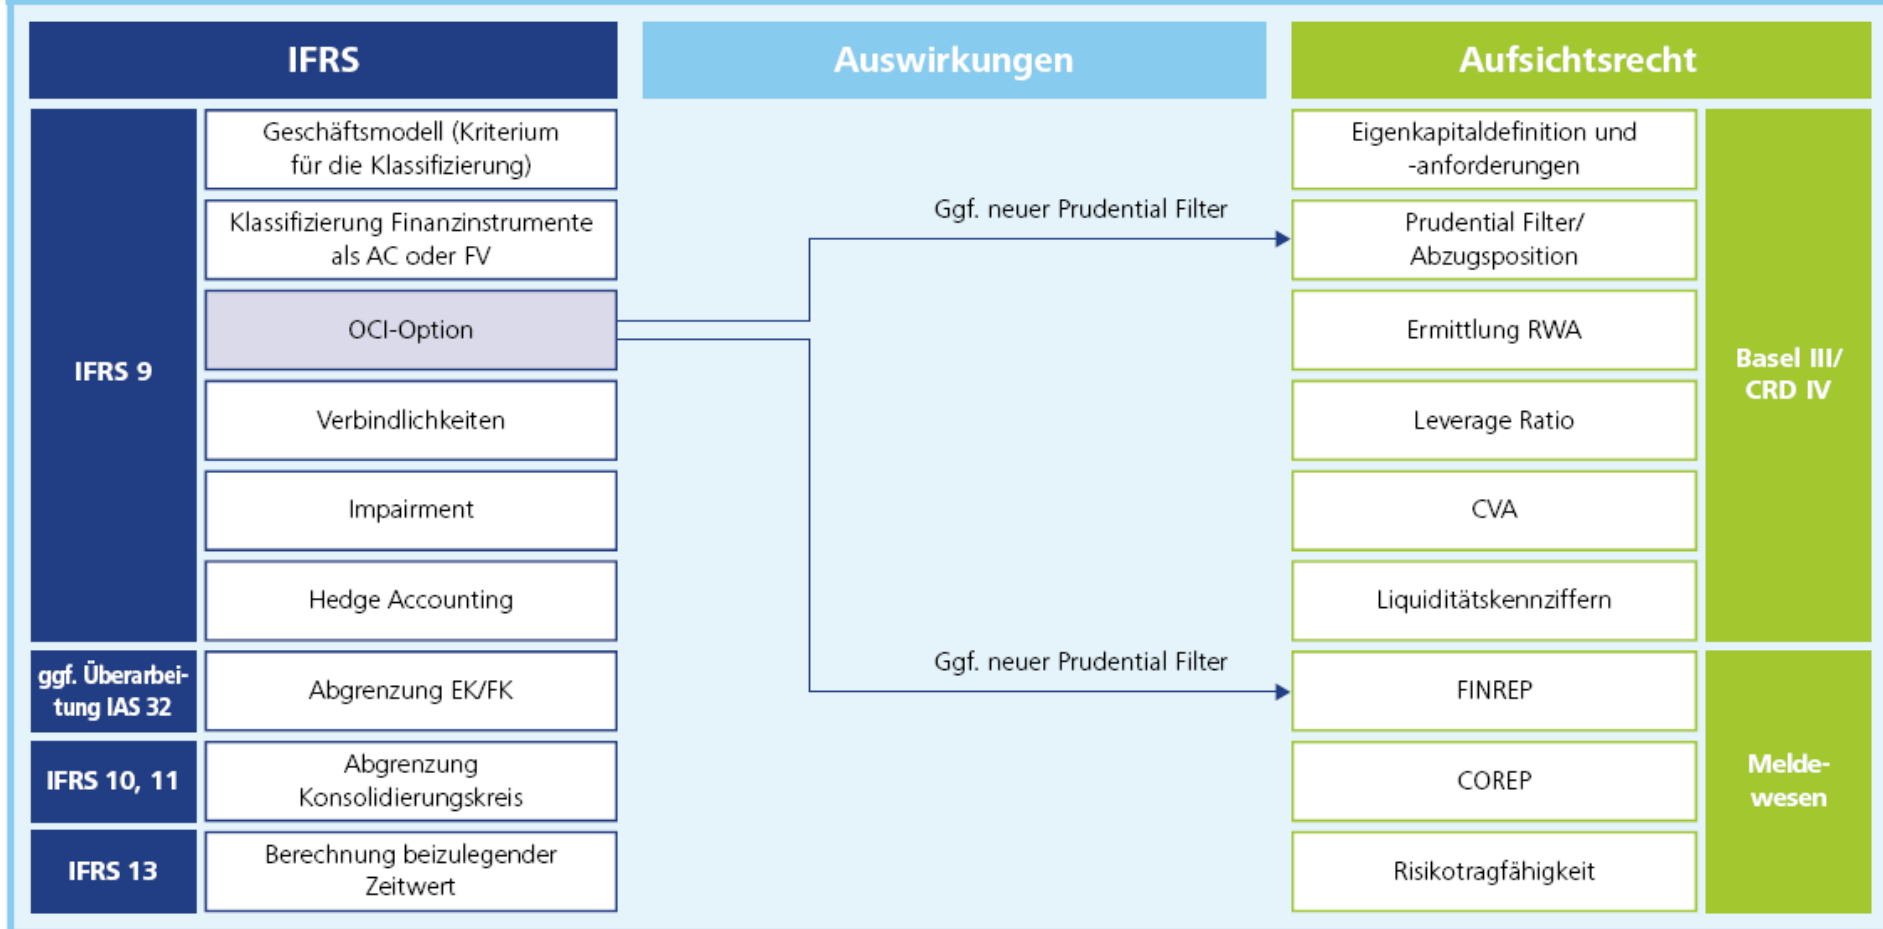 IFRS
Auswirkungen
Aufsichtsrecht
IFRS 9
Geschäftsmodell (Kriterium
für die Klassifizierung)
Klassifizierung Finanzinstrumente
als AC oder FV
OCI-Option
Verbindlichkeiten
Impairment
Hedge Accounting
ggf. Überarbei-
tung IAS 32
Abgrenzung EK/FK
IFRS 10, 11
Abgrenzung
Konsolidierungskreis
IFRS 13
Berechnung beizulegender
Zeitwert
Ggf. neuer Prudential Filter
Ggf. neuer Prudential Filter
Eigenkapitaldefinition und
-anforderungen
Prudential Filter/
Abzugsposition
Ermittlung RWA
Leverage Ratio
CVA
Liquiditätskennziffern
Basel III/
CRD IV
FINREP
COREP
Risikotragfähigkeit
Melde-
wesen